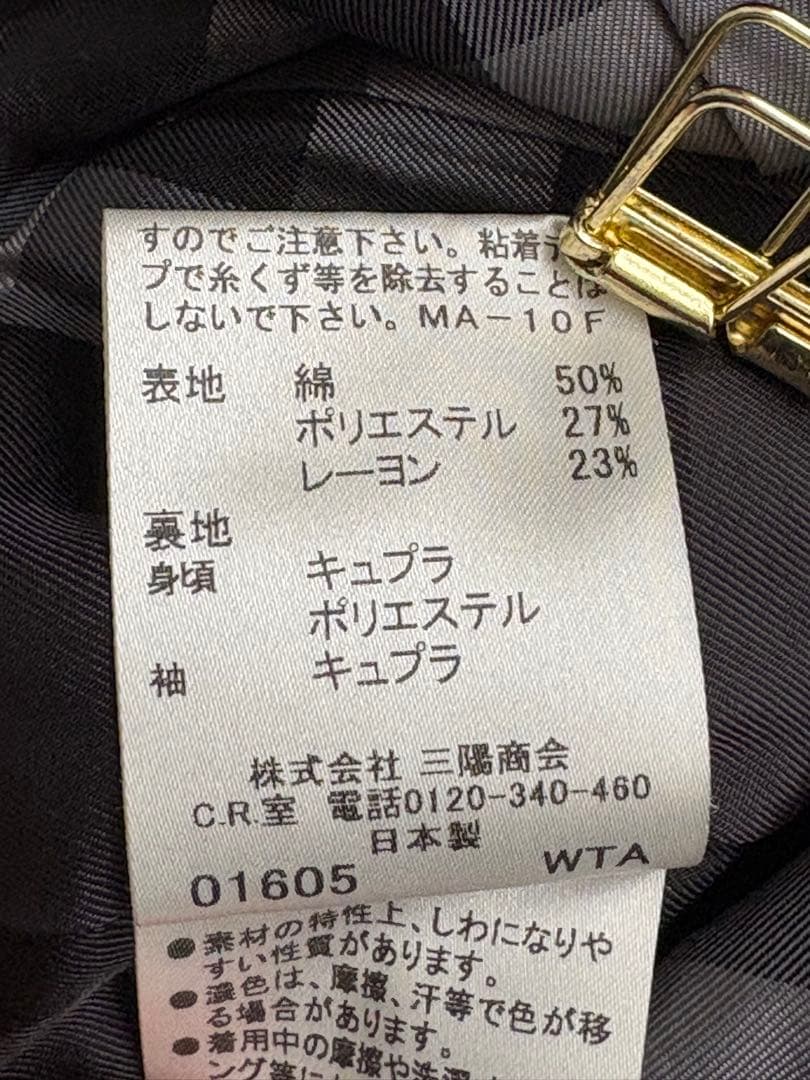 すのでご注意下さい。粘着
プで糸くず等を除去することは
しないで下さい。MA－10F
表地 綿 50%
ポリエステル 27%
レーヨン 23%
裏地
身頃 キュプラ
ポリエステル
袖 キュプラ
株式会社 三陽商会
C.R.室 電話0120-340-460
日本製
01605 WTA
●素材の特性上、しわになりや
すい性質があります。
●濃色は、摩擦、汗等で色が移
る場合があります。
●着用中の摩擦や洗濯
ング等に